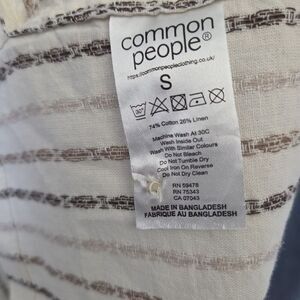 common
people®
https://commonpeopleclothing.co.uk/
S
30°
74% Cotton 26% Linen
Machine Wash At 30C
Wash Inside Out
Wash With Similar Colours
Do Not Bleach
Do Not Tumble Dry
Cool Iron On Reverse
Do Not Dry Clean
RN 59478
RN 75343
CA 07043
MADE IN BANGLADESH
FABRIQUE AU BANGLADESH